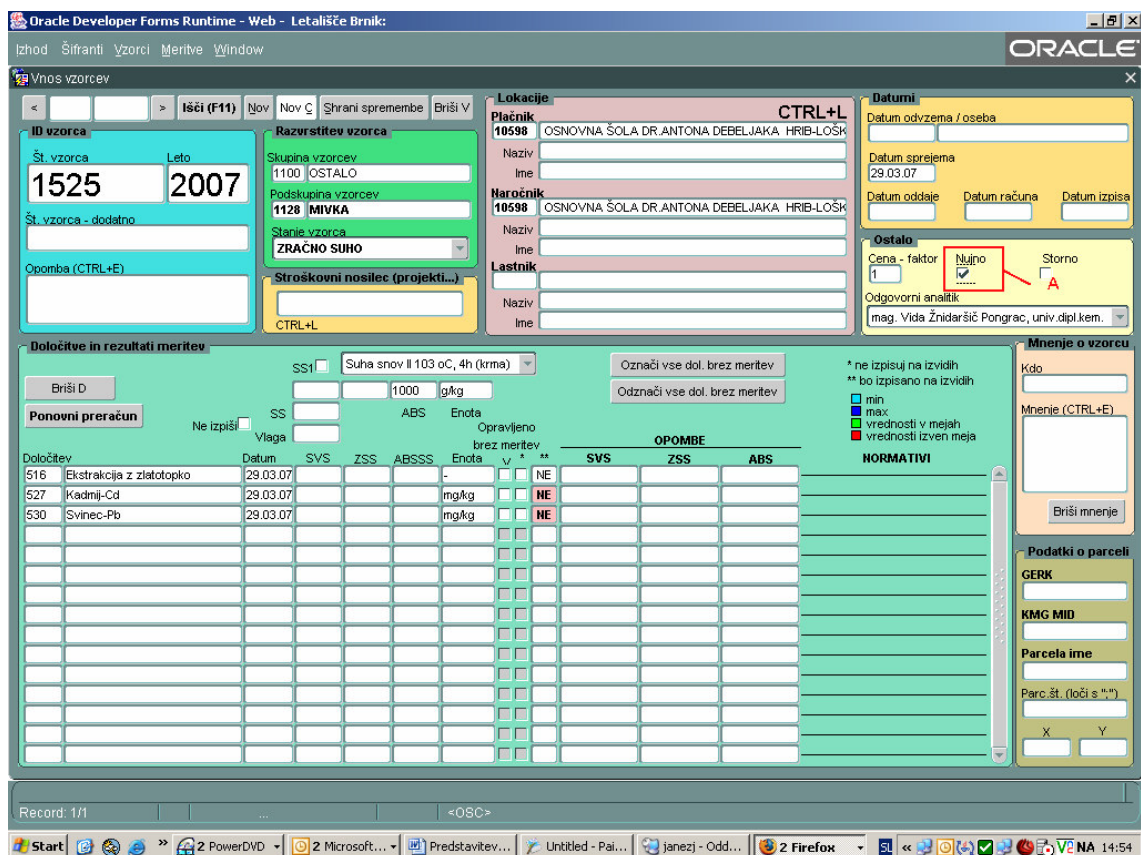 Oracle Developer Forms Runtime - Web - Letališče Brnik:
Izhod Šifranti Vzorci Meritve Window
ORACLE
Vnos vzorcev
< > Išči (F11) Nov Nov C Shrani spremembe Briši V
ID vzorca
Št. vzorca Leto
1525 2007
Št. vzorca - dodatno
Opomba (CTRL+E)
Razvrstitev vzorca
Skupina vzorcev
1100 OSTALO
Podskupina vzorcev
1128 MIVKA
Stanje vzorca
ZRAČNO SUHO
Stroškovni nosilec (projekti...)
CTRL+L
Lokacije
CTRL+L
Plačnik
10598 OSNOVNA ŠOLA DR.ANTONA DEBELJAKA HRIB-LOŠK
Naziv
Ime
Naročnik
10598 OSNOVNA ŠOLA DR.ANTONA DEBELJAKA HRIB-LOŠK
Naziv
Ime
Lastnik
Naziv
Ime
Datumi
Datum odvzema / oseba
Datum sprejema
29.03.07
Datum oddaje Datum računa Datum izpisa
Ostalo
Cena - faktor Nujno Storno
1
A
Odgovorni analitik
mag. Vida Žnidaršič Pongrac, univ.dipl.kem.
Določitve in rezultati meritev
SS1 Suha snov II 103 oC, 4h (krma)
Označi vse dol. brez meritev
Briši D
1000 g/kg
Odznači vse dol. brez meritev
Ponovni preračun
Ne izpiši
SS
ABS Enota
Vlaga
Opravljeno
brez meritev
* ne izpisuj na izvidih
** bo izpisano na izvidih
min
max
vrednosti v mejah
vrednosti izven meja
OPOMBE
Določitev Datum SVS ZSS ABSSS Enota \/ * ** SVS ZSS ABS NORMATIVI
516 Ekstrakcija z zlatotopko 29.03.07 - NE
527 Kadmij-Cd 29.03.07 mg/kg NE
530 Svinec-Pb 29.03.07 mg/kg NE
Mnenje o vzorcu
Kdo
Mnenje (CTRL+E)
Briši mnenje
Podatki o parceli
GERK
KMG MID
Parcela ime
Parc.št. (loči s ";")
X Y
Record: 1/1 ... <OSC>
Start » 2 PowerDVD 2 Microsoft... Predstavitev... Untitled - Pai... janezj - Odd... 2 Firefox SL « NA 14:54